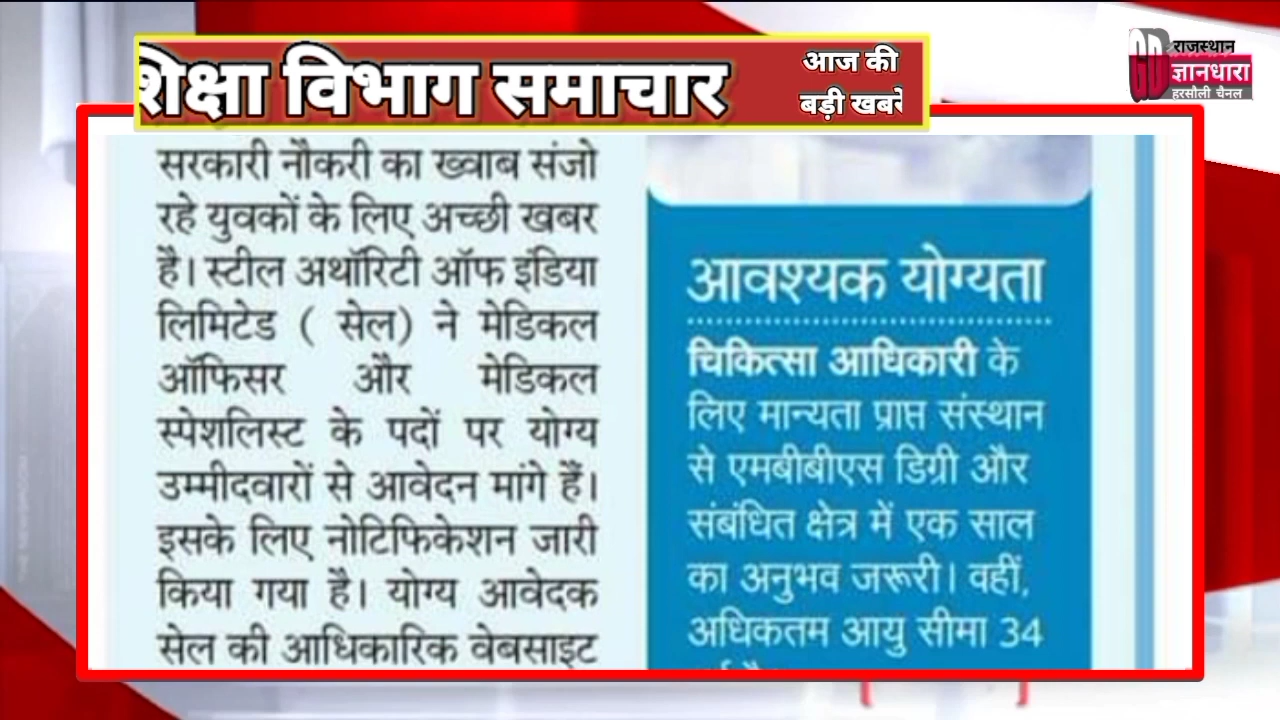 शिक्षा विभाग समाचार
आज की
बड़ी खबरें
राजस्थान
ज्ञानधारा
हरसोली चैनल
GD
सरकारी नौकरी का ख्वाब संजो
रहे युवकों के लिए अच्छी खबर
है। स्टील अथॉरिटी ऑफ इंडिया
लिमिटेड ( सेल) ने मेडिकल
ऑफिसर और मेडिकल
स्पेशलिस्ट के पदों पर योग्य
उम्मीदवारों से आवेदन मांगे हैं।
इसके लिए नोटिफिकेशन जारी
किया गया है। योग्य आवेदक
सेल की आधिकारिक वेबसाइट
आवश्यक योग्यता
चिकित्सा आधिकारी के
लिए मान्यता प्राप्त संस्थान
से एमबीबीएस डिग्री और
संबंधित क्षेत्र में एक साल
का अनुभव जरूरी। वहीं,
अधिकतम आयु सीमा 34